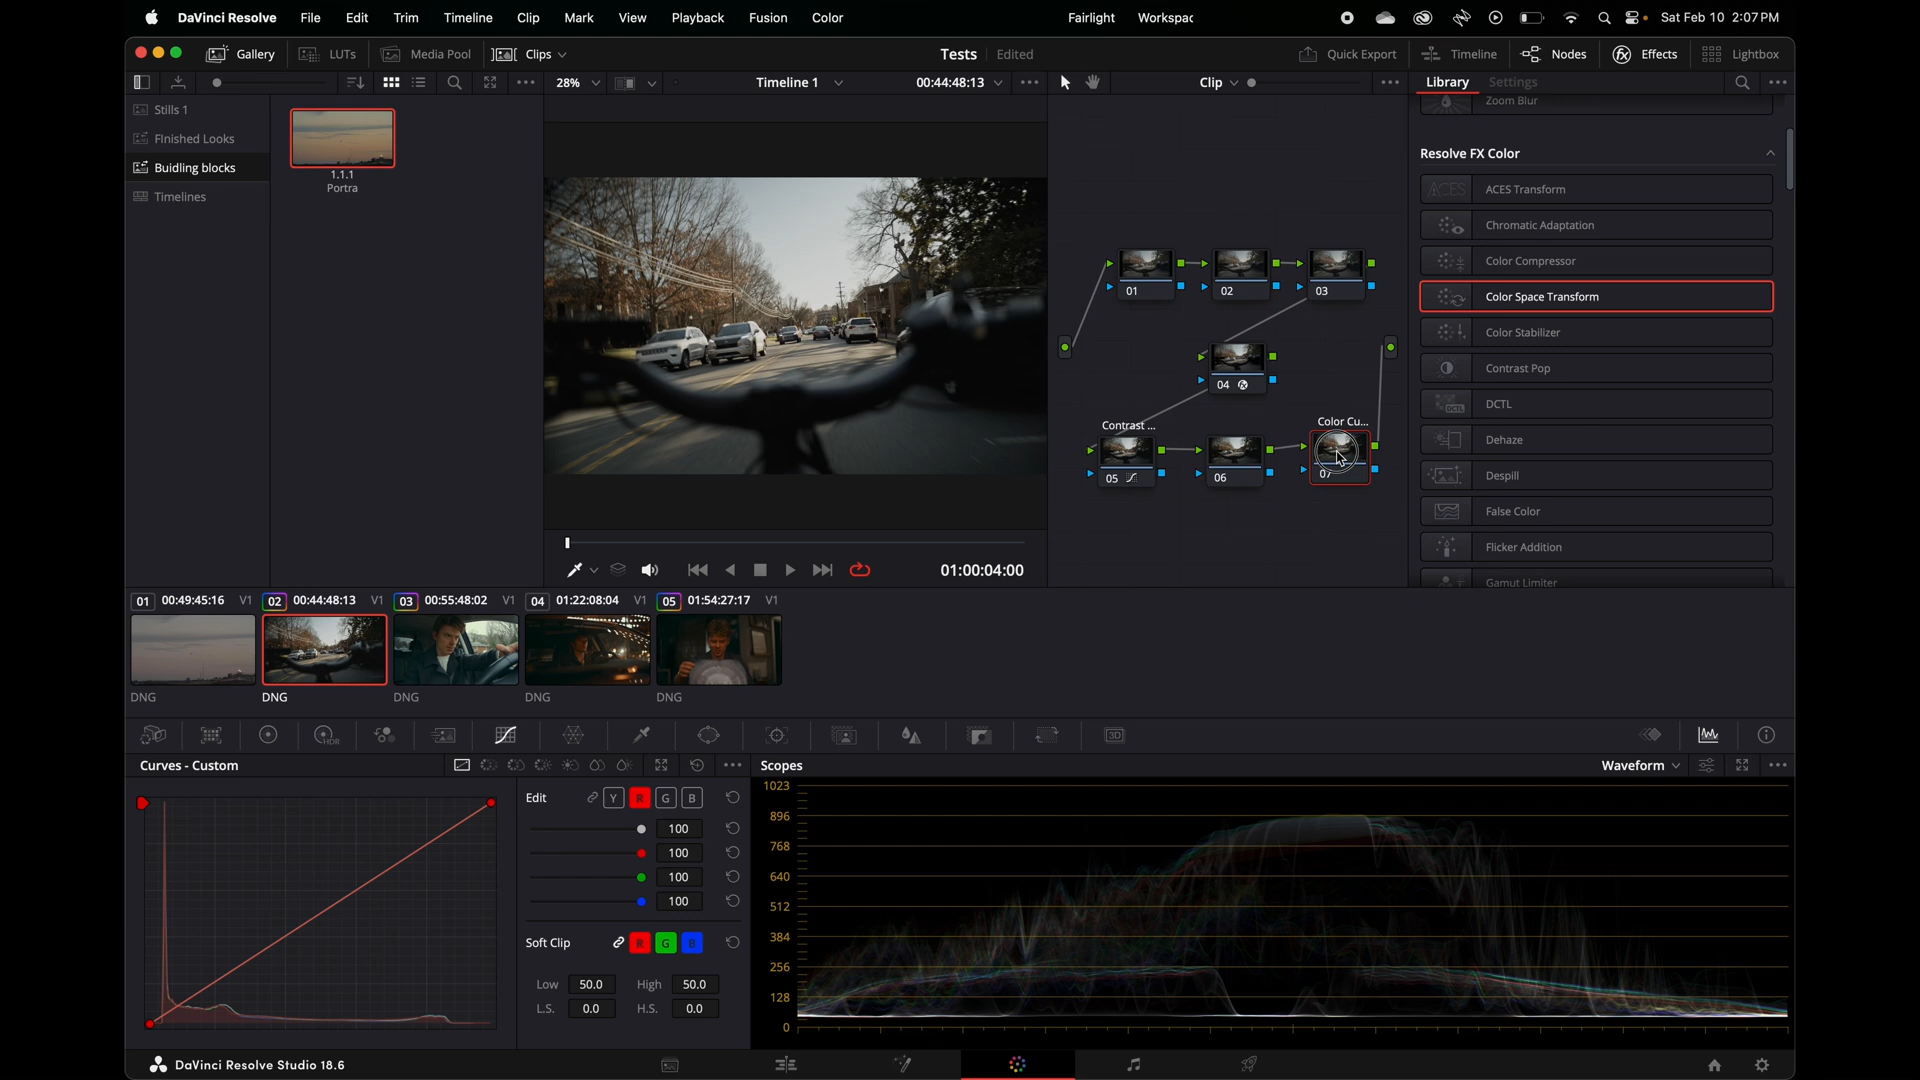 DaVinci Resolve File Edit Trim Timeline Clip Mark View Playback Fusion Color Fairlight Workspac Sat Feb 10 2:07 PM
Gallery LUTs Media Pool Clips Tests Edited Quick Export Timeline Nodes Effects Lightbox
28% Timeline 1 00:44:48:13 Clip Library Settings
Stills 1
FInished Looks
Buidling blocks
Timelines
1.1.1
Portra
01 02 03
04
Contrast ... Color Cu...
05 06 07
Zoom Blur
Resolve FX Color
ACES Transform
Chromatic Adaptation
Color Compressor
Color Space Transform
Color Stabilizer
Contrast Pop
DCTL
Dehaze
Despill
False Color
Flicker Addition
Gamut Limiter
01:00:04:00
01 00:49:45:16 V1 02 00:44:48:13 V1 03 00:55:48:02 V1 04 01:22:08:04 V1 05 01:54:27:17 V1
DNG DNG DNG DNG DNG
HDR 3D
Curves - Custom Scopes Waveform
Edit Y R G B
100
100
100
100
Soft Clip R G B
Low 50.0 High 50.0
L.S. 0.0 H.S. 0.0
1023
896
768
640
512
384
256
128
0
DaVinci Resolve Studio 18.6